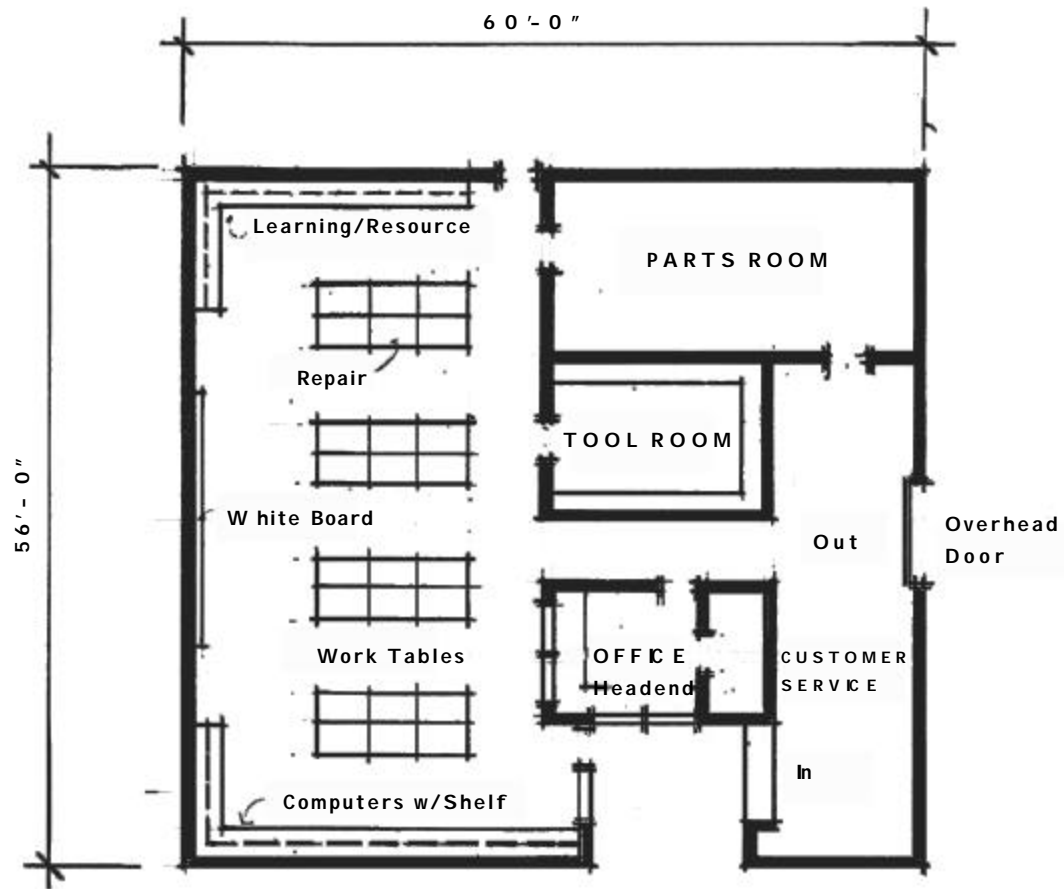 60'-0"
Learning/Resource
PARTS ROOM
Repair
TOOL ROOM
56'-0"
White Board
Out
Overhead
Door
Work Tables
OFFICE
Headend
CUSTOMER
SERVICE
In
Computers w/Shelf